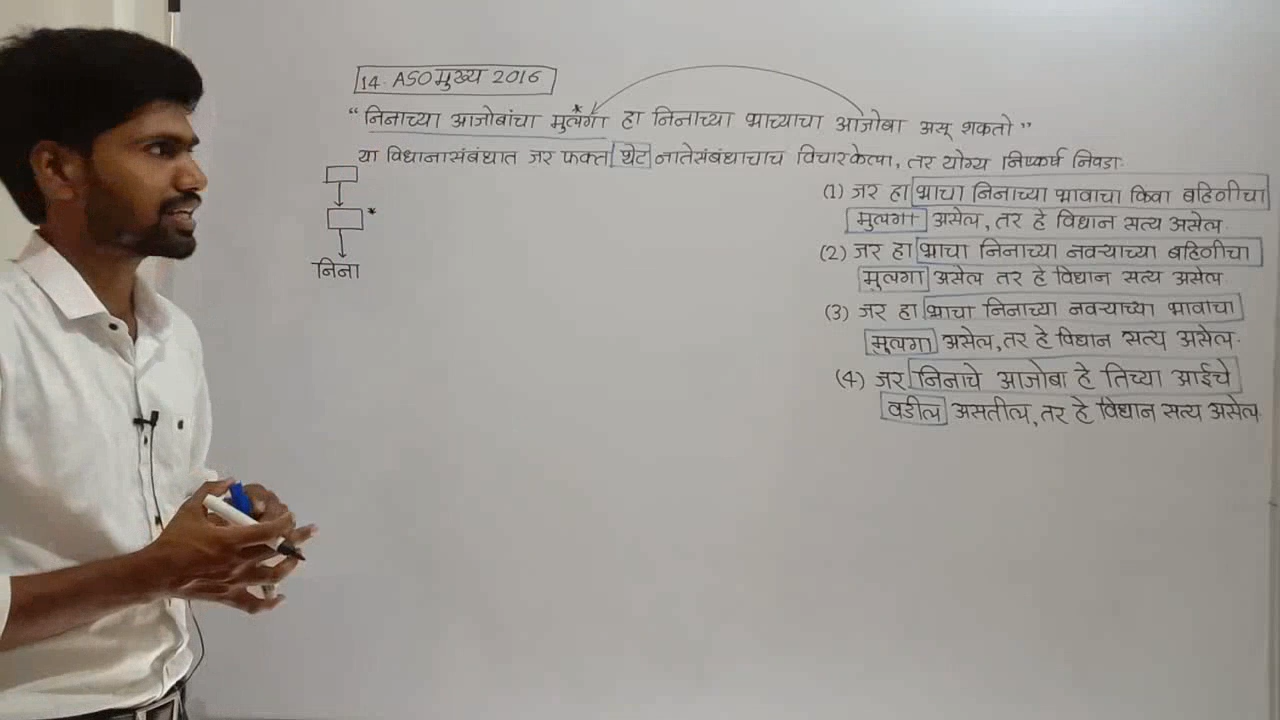 14. ASO मुख्य 2016
“ निनाच्या आजोबांचा मुलगा हा निनाच्या भाच्याचा आजोबा असू शकतो ”
या विधानासंबंधात जर फक्त थेट नातेसंबंधाचाच विचार केला, तर योग्य निष्कर्ष निवडा.
(1) जर हा भाचा निनाच्या भावाचा किंवा बहिणीचा
मुलगा असेल, तर हे विधान सत्य असेल.
(2) जर हा भाचा निनाच्या नवऱ्याच्या बहिणीचा
मुलगा असेल तर हे विधान सत्य असेल.
(3) जर हा भाचा निनाच्या नवऱ्याच्या भावाचा
मुलगा असेल, तर हे विधान सत्य असेल.
(4) जर निनाचे आजोबा हे तिच्या आईचे
वडील असतील, तर हे विधान सत्य असेल.
निना